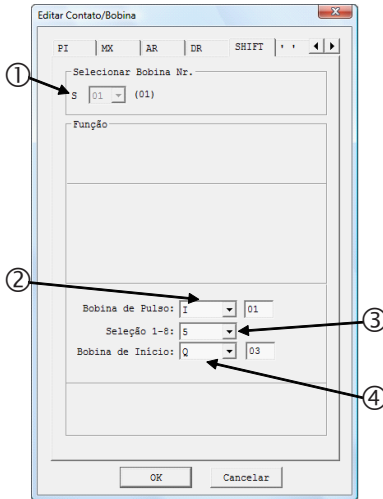 Editar Contato/Bobina
PI MX AR DR SHIFT ' '
① Selecionar Bobina Nr.
S 01 (01)
Função
②
Bobina de Pulso: I 01
Seleção 1-8: 5 ③
Bobina de Inicio: Q 03
④
OK Cancelar